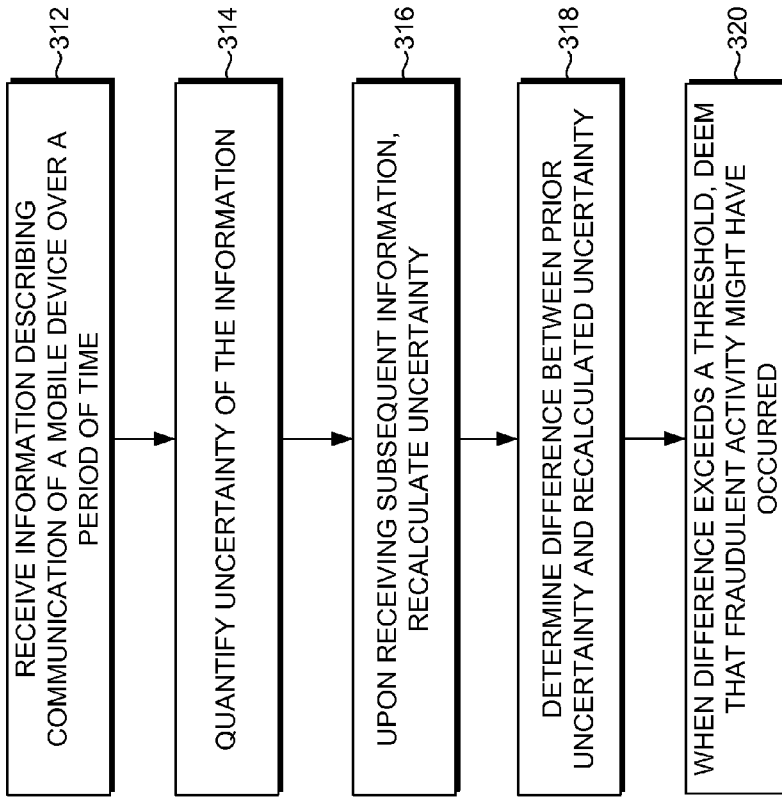 RECEIVE INFORMATION DESCRIBING
COMMUNICATION OF A MOBILE DEVICE OVER A
PERIOD OF TIME
312
QUANTIFY UNCERTAINTY OF THE INFORMATION
314
UPON RECEIVING SUBSEQUENT INFORMATION,
RECALCULATE UNCERTAINTY
316
DETERMINE DIFFERENCE BETWEEN PRIOR
UNCERTAINTY AND RECALCULATED UNCERTAINTY
318
WHEN DIFFERENCE EXCEEDS A THRESHOLD, DEEM
THAT FRAUDULENT ACTIVITY MIGHT HAVE
OCCURRED
320